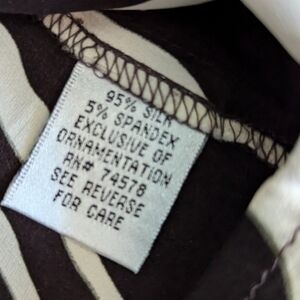 95% SILK
5% SPANDEX
EXCLUSIVE OF
ORNAMENTATION
RN# 74578
SEE REVERSE
FOR CARE